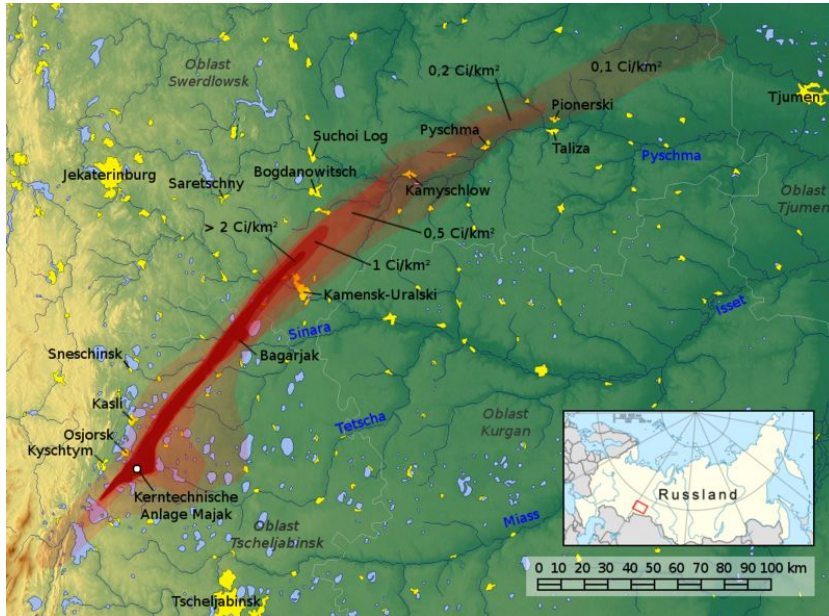 Oblast
Swerdlowsk
0,2 Ci/km²
0,1 Ci/km²
Tjumen
Pionerski
Suchoi Log
Pyschma
Taliza
Pyschma
Jekaterinburg
Saretschny
Bogdanowitsch
Kamyschlow
Oblast
Tjumen
> 2 Ci/km²
0,5 Ci/km²
1 Ci/km²
Kamensk-Uralski
Isset
Sinara
Bagarjak
Sneschinsk
Kasli
Tetscha
Oblast
Kurgan
Osjorsk
Kyschtym
Kerntechnische
Anlage Majak
Oblast
Tscheljabinsk
Miass
Russland
Tscheljabinsk
0 10 20 30 40 50 60 70 80 90 100 km